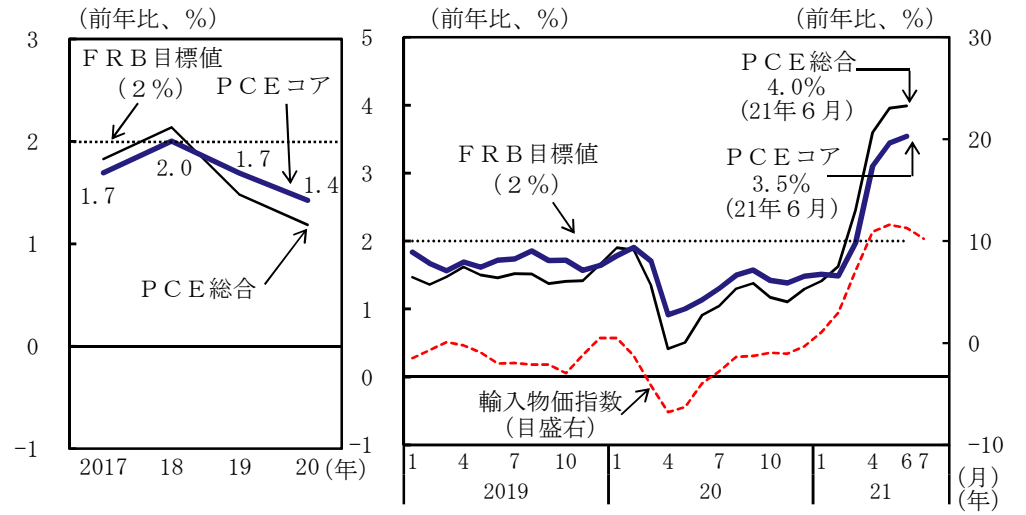 （前年比、％）
3
2
1
0
-1
ＦＲＢ目標値
（２％）
ＰＣＥコア
1.7
2.0
1.7
1.4
ＰＣＥ総合
2017
18
19
20
(年)
（前年比、％）
（前年比、％）
5
4
3
2
1
0
-1
30
20
10
0
-10
ＰＣＥ総合
4.0%
(21年６月)
ＦＲＢ目標値
（２％）
ＰＣＥコア
3.5%
(21年６月)
輸入物価指数
(目盛右)
1
4
7
10
1
4
7
10
1
4
6
7
(月)
2019
20
21
(年)